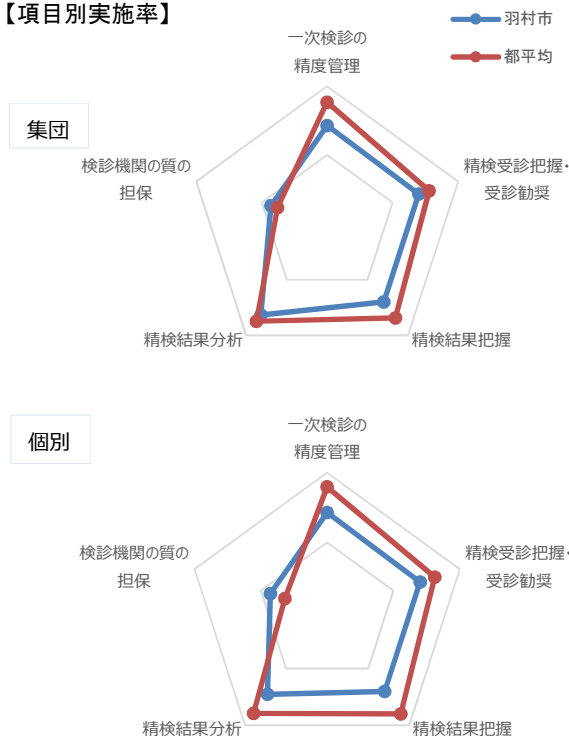 【項目別実施率】
羽村市
都平均
集団
一次検診の
精度管理
精検受診把握・
受診勧奨
精検結果把握
精検結果分析
検診機関の質の
担保
個別
一次検診の
精度管理
精検受診把握・
受診勧奨
精検結果把握
精検結果分析
検診機関の質の
担保